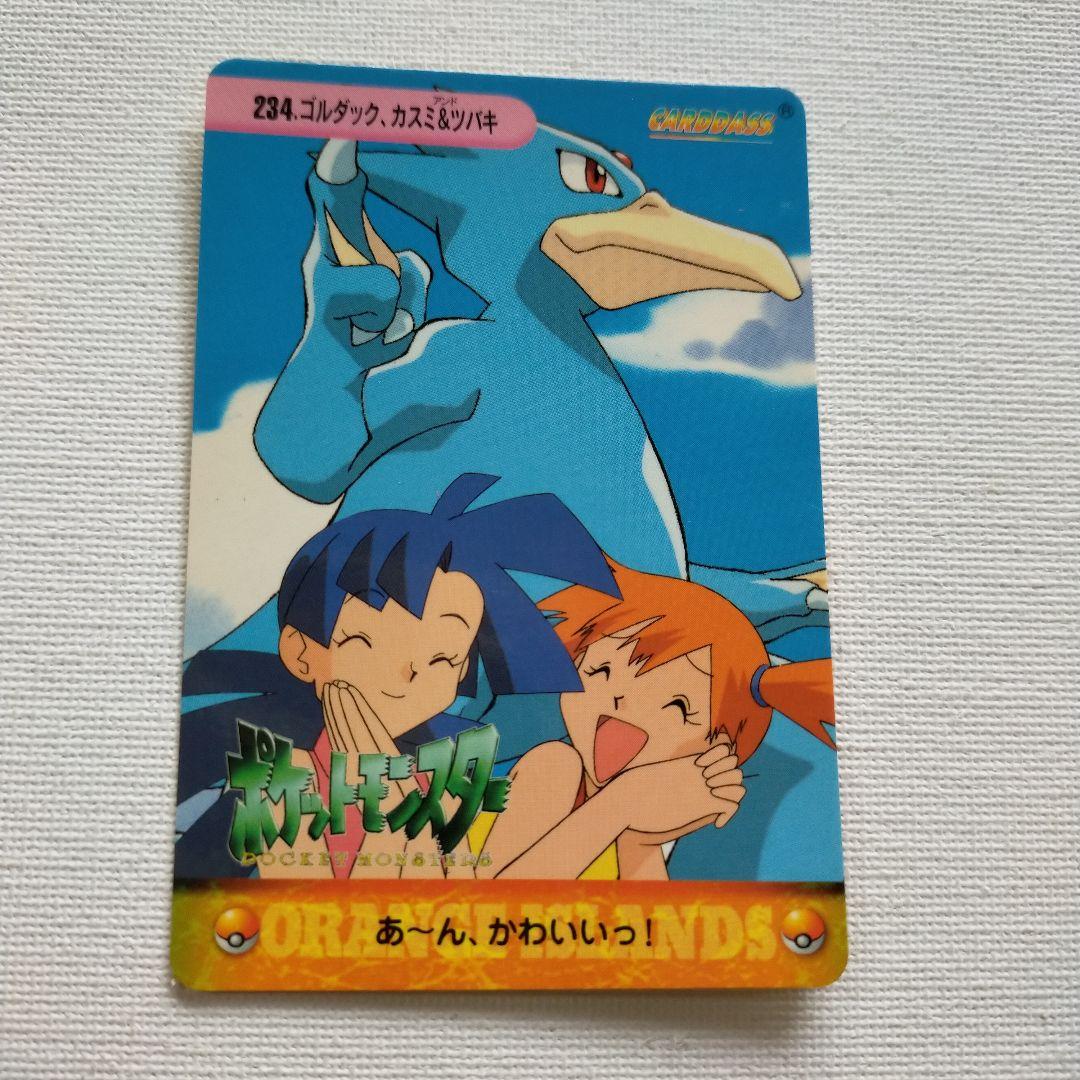 アンド
234.ゴルダック、カスミ&ツバキ
CARDDASS®
ポケットモンスター
POCKET MONSTERS
ORANGE ISLANDS
あ～ん、かわいいっ!